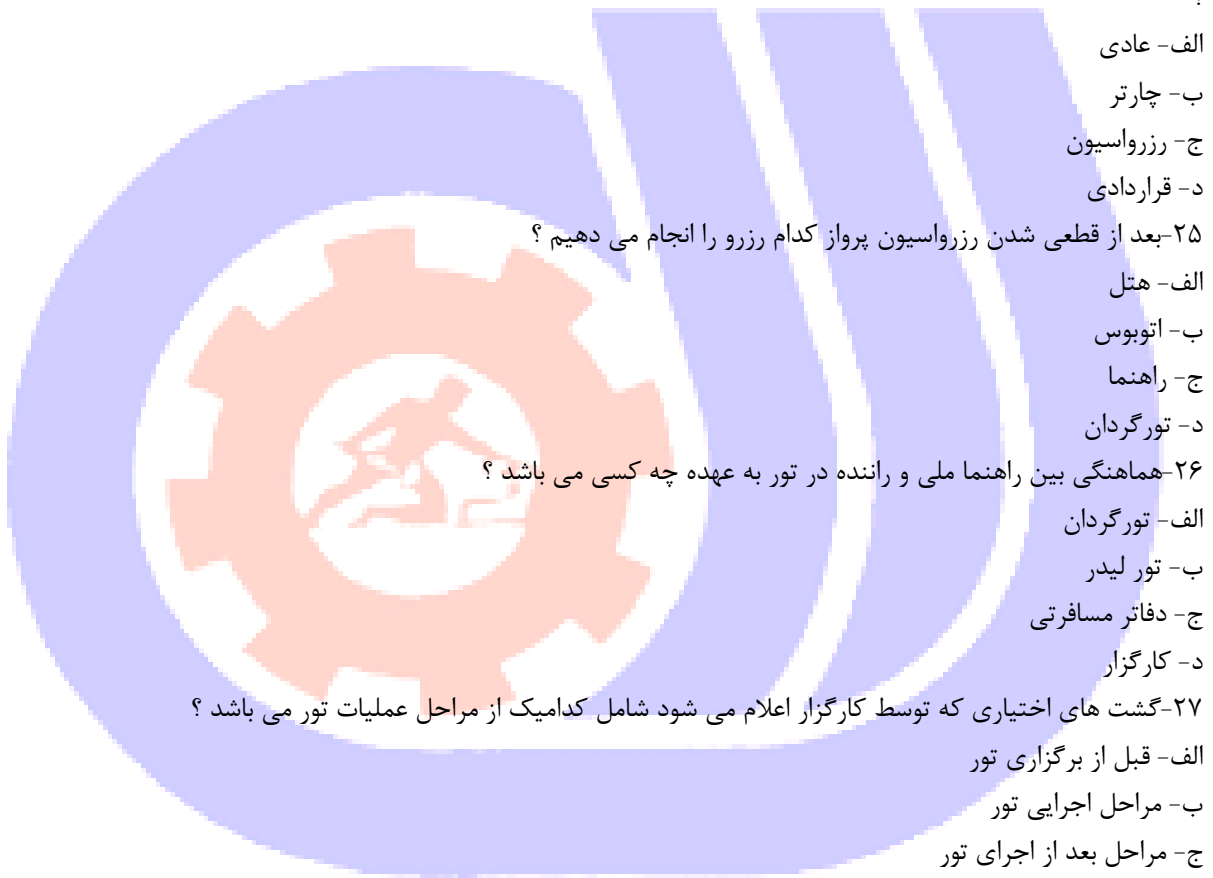 ؟
الف- عادی
ب- چارتر
ج- رزرواسیون
د- قراردادی
۲۵-بعد از قطعی شدن رزرواسیون پرواز کدام رزرو را انجام می دهیم ؟
الف- هتل
ب- اتوبوس
ج- راهنما
د- تورگردان
۲۶-هماهنگی بین راهنما ملی و راننده در تور به عهده چه کسی می باشد ؟
الف- تورگردان
ب- تور لیدر
ج- دفاتر مسافرتی
د- کارگزار
۲۷-گشت های اختیاری که توسط کارگزار اعلام می شود شامل کدامیک از مراحل عملیات تور می باشد ؟
الف- قبل از برگزاری تور
ب- مراحل اجرایی تور
ج- مراحل بعد از اجرای تور